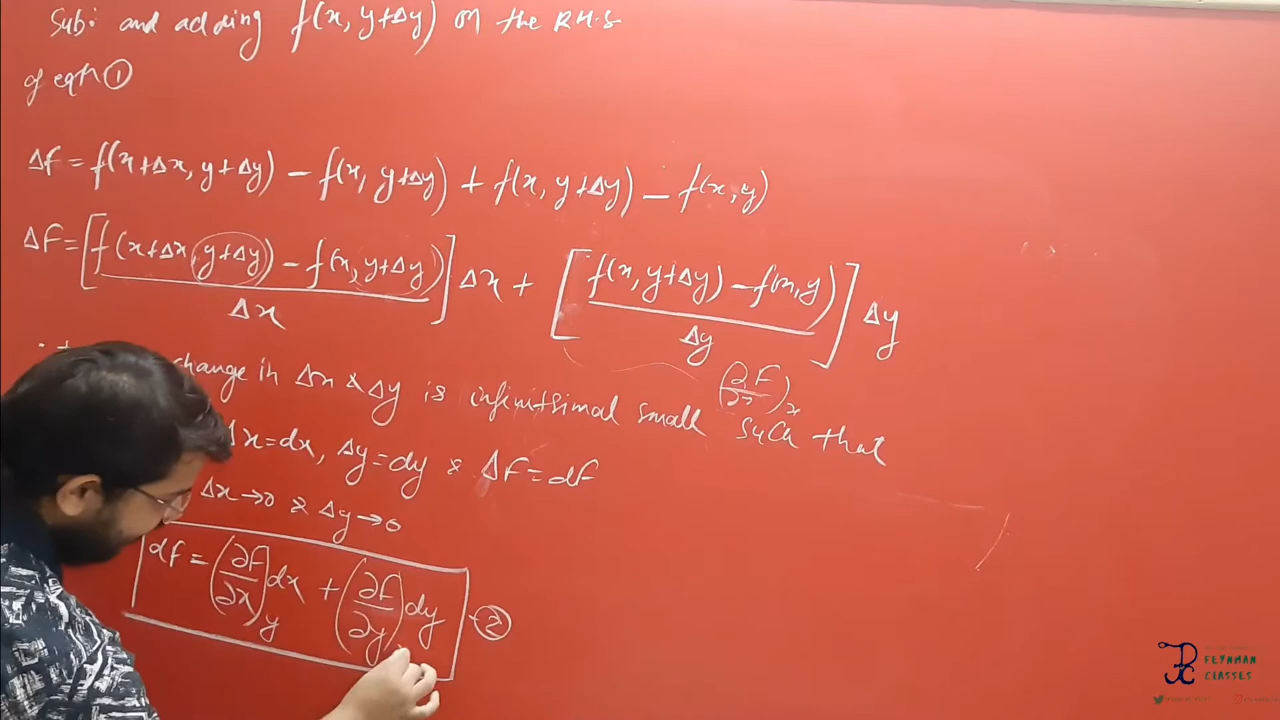 Sub: and adding f(x, y+Δy) on the R.H.S
of eqn ①
Δf = f(x+Δx, y+Δy) − f(x, y+Δy) + f(x, y+Δy) − f(x, y)
ΔF = [f(x+Δx, y+Δy) − f(x, y+Δy) / Δx] Δx + [f(x, y+Δy) − f(x, y) / Δy] Δy
(∂F/∂y)x
change in Δx & Δy is infinitsimal small such that
Δx = dx, Δy = dy & ΔF = dF
Δx → 0 & Δy → 0
df = (∂f/∂x)y dx + (∂f/∂y) dy – ②
FEYNMAN
CLASSES